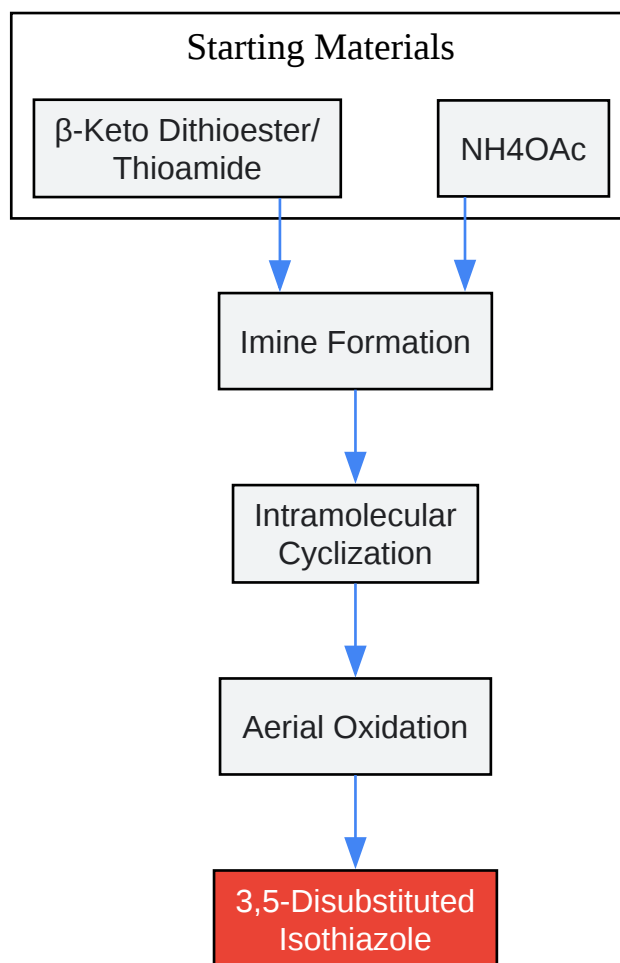 Starting Materials
β-Keto Dithioester/
Thioamide
NH4OAc
Imine Formation
Intramolecular
Cyclization
Aerial Oxidation
3,5-Disubstituted
Isothiazole